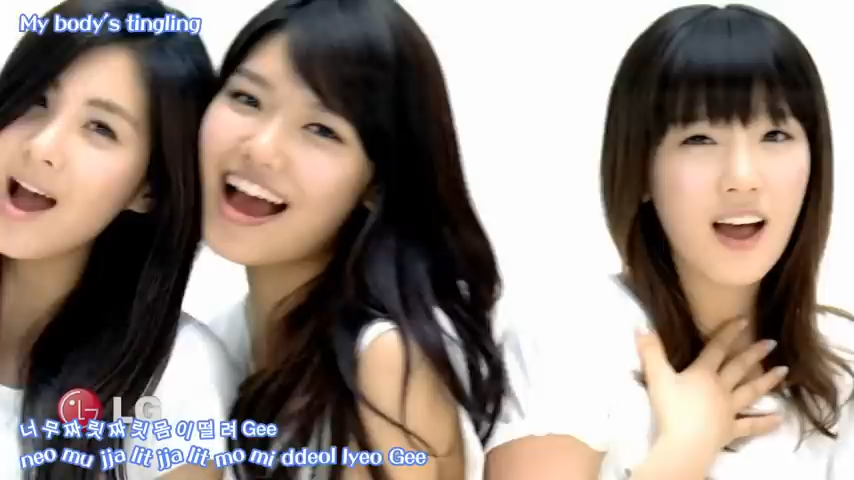 My body's tingling
LG
너무 짜릿짜릿 몸이 떨려 Gee
neo mu jja lit jja lit mo mi ddeol lyeo Gee